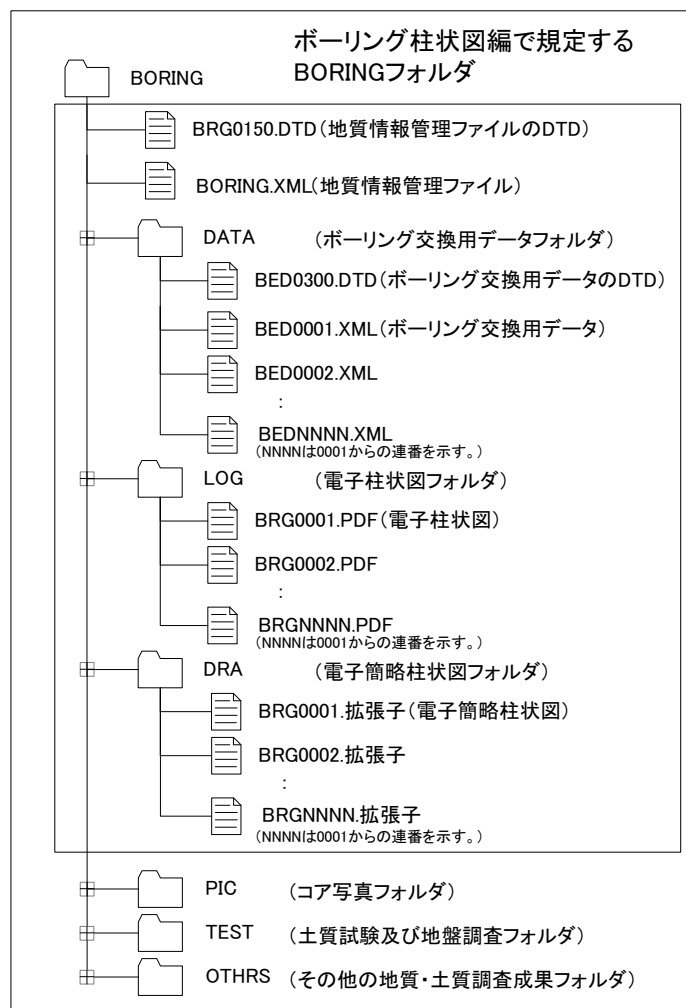 ボーリング柱状図編で規定する
BORINGフォルダ
BORING
BRG0150.DTD(地質情報管理ファイルのDTD)
BORING.XML(地質情報管理ファイル)
DATA (ボーリング交換用データフォルダ)
BED0300.DTD(ボーリング交換用データのDTD)
BED0001.XML(ボーリング交換用データ)
BED0002.XML
:
BEDNNNN.XML
(NNNNは0001からの連番を示す。)
LOG (電子柱状図フォルダ)
BRG0001.PDF(電子柱状図)
BRG0002.PDF
:
BRGNNNN.PDF
(NNNNは0001からの連番を示す。)
DRA (電子簡略柱状図フォルダ)
BRG0001.拡張子(電子簡略柱状図)
BRG0002.拡張子
:
BRGNNNN.拡張子
(NNNNは0001からの連番を示す。)
PIC (コア写真フォルダ)
TEST (土質試験及び地盤調査フォルダ)
OTHRS (その他の地質・土質調査成果フォルダ)